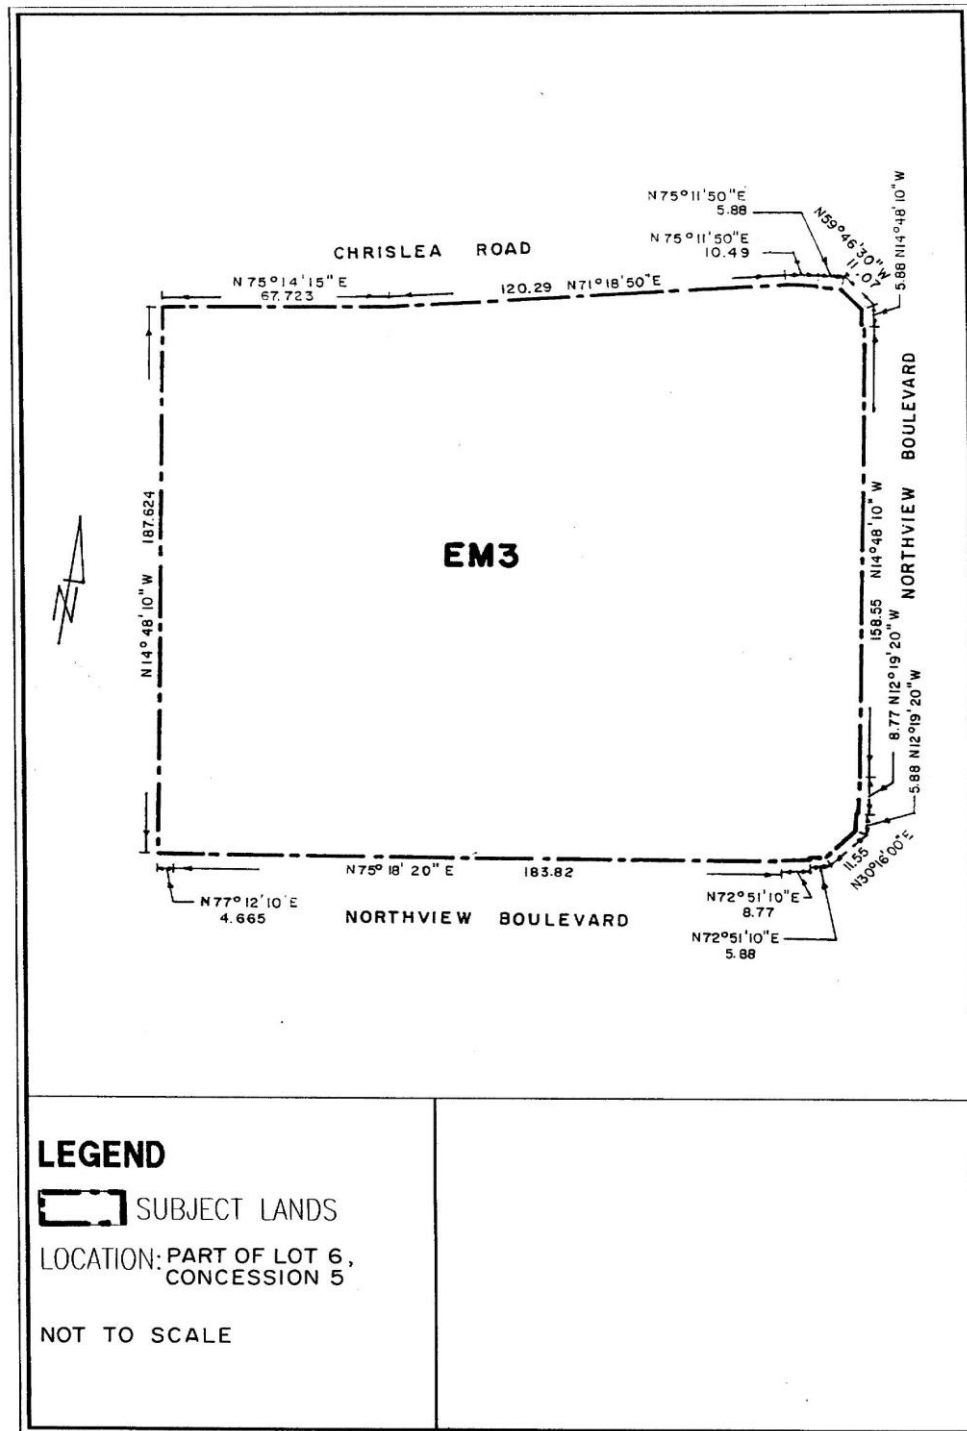 N75°11'50"E
5.88
N59°46'30"W
11.07
5.88 N14°48'10"W
N75°11'50"E
10.49
CHRISLEA ROAD
N75°14'15"E
67.723
120.29 N71°18'50"E
NORTHVIEW BOULEVARD
N14°48'10"W 187.624
EM3
158.55 N14°48'10"W
8.77 N12°19'20"W
5.88 N12°19'20"W
11.55
N30°16'00"E
N75°18'20"E 183.82
N77°12'10"E
4.665
N72°51'10"E
8.77
NORTHVIEW BOULEVARD
N72°51'10"E
5.88
LEGEND
SUBJECT LANDS
LOCATION: PART OF LOT 6,
CONCESSION 5
NOT TO SCALE